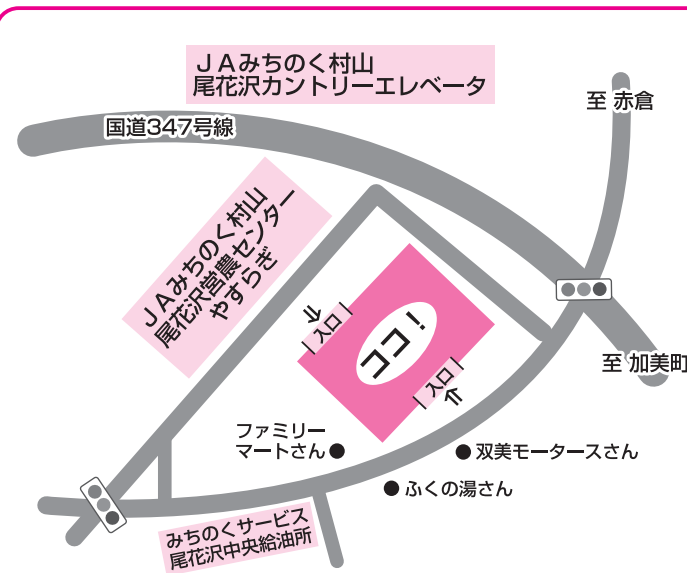 JAみちのく村山
尾花沢カントリーエレベータ
至 赤倉
国道347号線
JAみちのく村山
尾花沢営農センター
やすらぎ
入口
ココ！
至 加美町
入口
ファミリー
マートさん
双美モータースさん
ふくの湯さん
みちのくサービス
尾花沢中央給油所